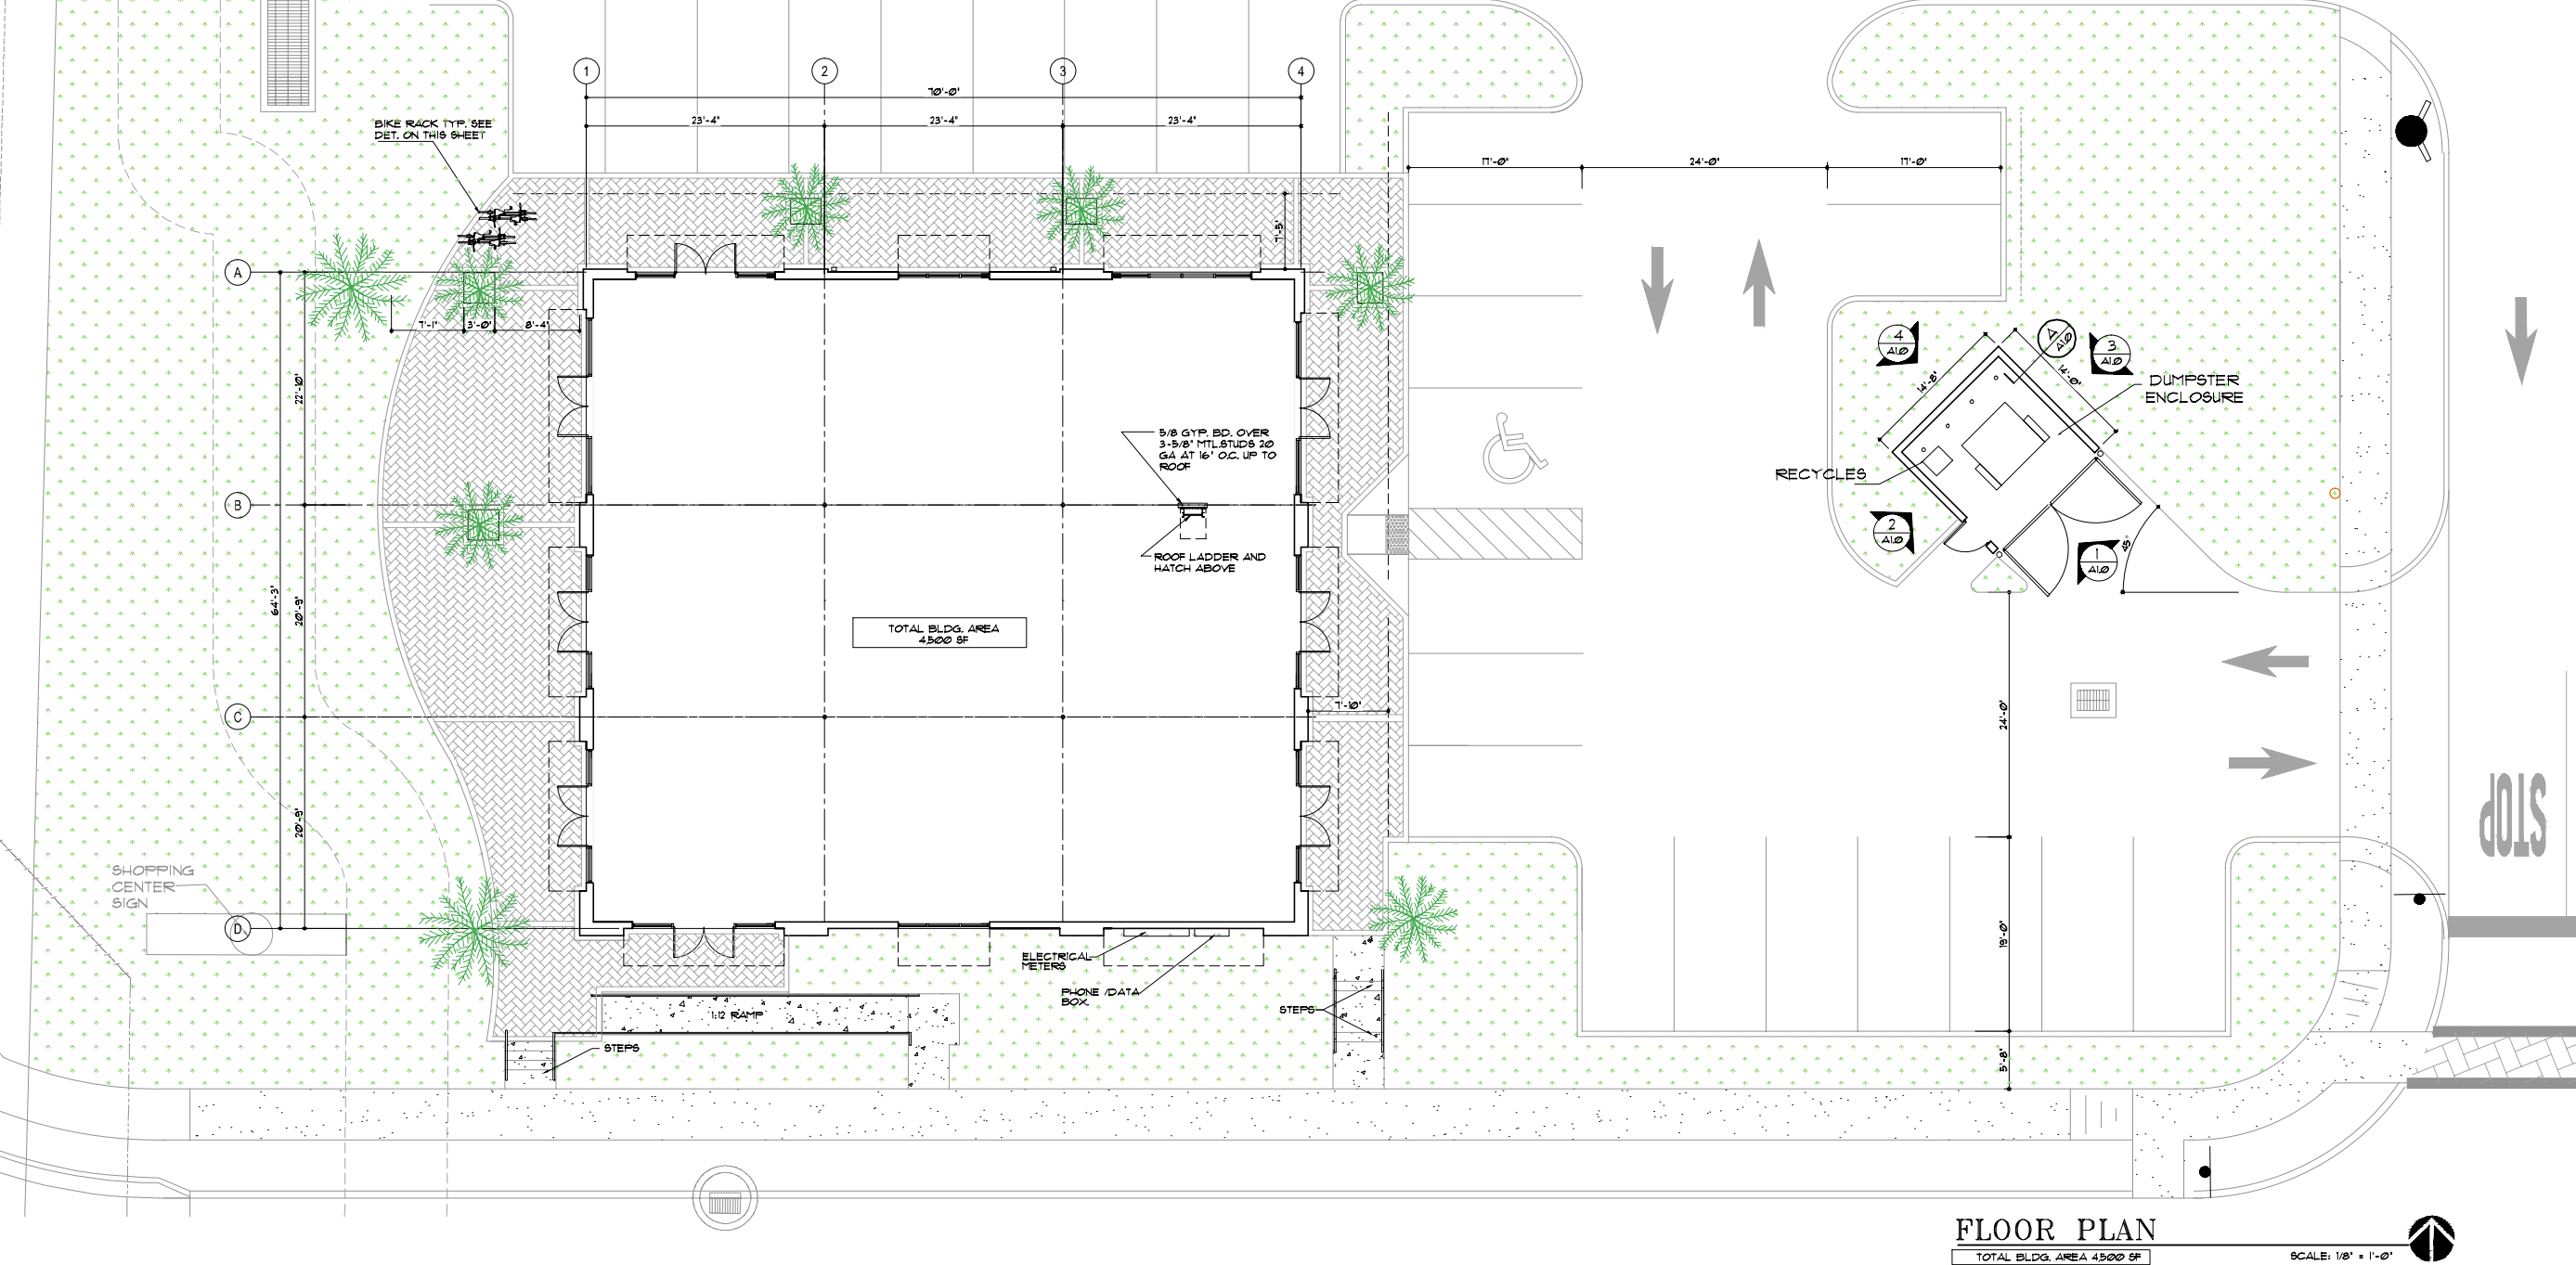 1
2
3
4
70'-0"
23'-4"
23'-4"
23'-4"
BIKE RACK TYP. SEE
DET. ON THIS SHEET
17'-0"
24'-0"
17'-0"
7'-5"
A
7'-1"
3'-0"
8'-4"
22'-10"
4
A1.0
A
A1.0
3
A1.0
14'-8"
14'-0"
DUMPSTER
ENCLOSURE
5/8 GYP. BD. OVER
3-5/8" MTL.STUDS 20
GA AT 16" O.C. UP TO
ROOF
RECYCLES
B
2
A1.0
1
A1.0
45°
ROOF LADDER AND
HATCH ABOVE
64'-3"
20'-9"
TOTAL BLDG. AREA
4,500 SF
7'-10"
C
24'-0"
STOP
20'-9"
SHOPPING
CENTER
SIGN
D
19'-0"
ELECTRICAL
METERS
PHONE /DATA
BOX.
1:12 RAMP
STEPS
STEPS
5'-8"
FLOOR PLAN
TOTAL BLDG. AREA 4,500 SF
SCALE: 1/8" = 1'-0"